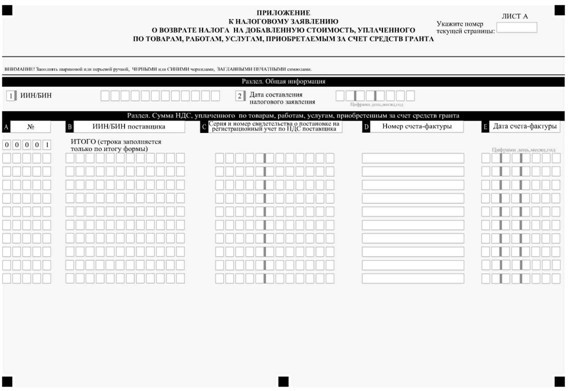 ПРИЛОЖЕНИЕ
К НАЛОГОВОМУ ЗАЯВЛЕНИЮ
О ВОЗВРАТЕ НАЛОГА НА ДОБАВЛЕННУЮ СТОИМОСТЬ, УПЛАЧЕННОГО
ПО ТОВАРАМ, РАБОТАМ, УСЛУГАМ, ПРИОБРЕТАЕМЫМ ЗА СЧЕТ СРЕДСТВ ГРАНТА
ЛИСТ А
Укажите номер
текущей страницы:
ВНИМАНИЕ! Заполнять шариковой или перьевой ручкой, ЧЕРНЫМИ или СИНИМИ чернилами, ЗАГЛАВНЫМИ ПЕЧАТНЫМИ символами.
Раздел. Общая информация
1 ИИН/БИН
2 Дата составления
налогового заявления
Цифрами день, месяц, год
Раздел. Сумма НДС, уплаченного по товарам, работам, услугам, приобретенным за счет средств гранта
A №
B ИИН/БИН поставщика
C Серия и номер свидетельства о постановке на
регистрационный учет по НДС поставщика
D Номер счета-фактуры
E Дата счета-фактуры
0 0 0 0 1
ИТОГО (строка заполняется
только по итогу формы)
Цифрами день, месяц, год